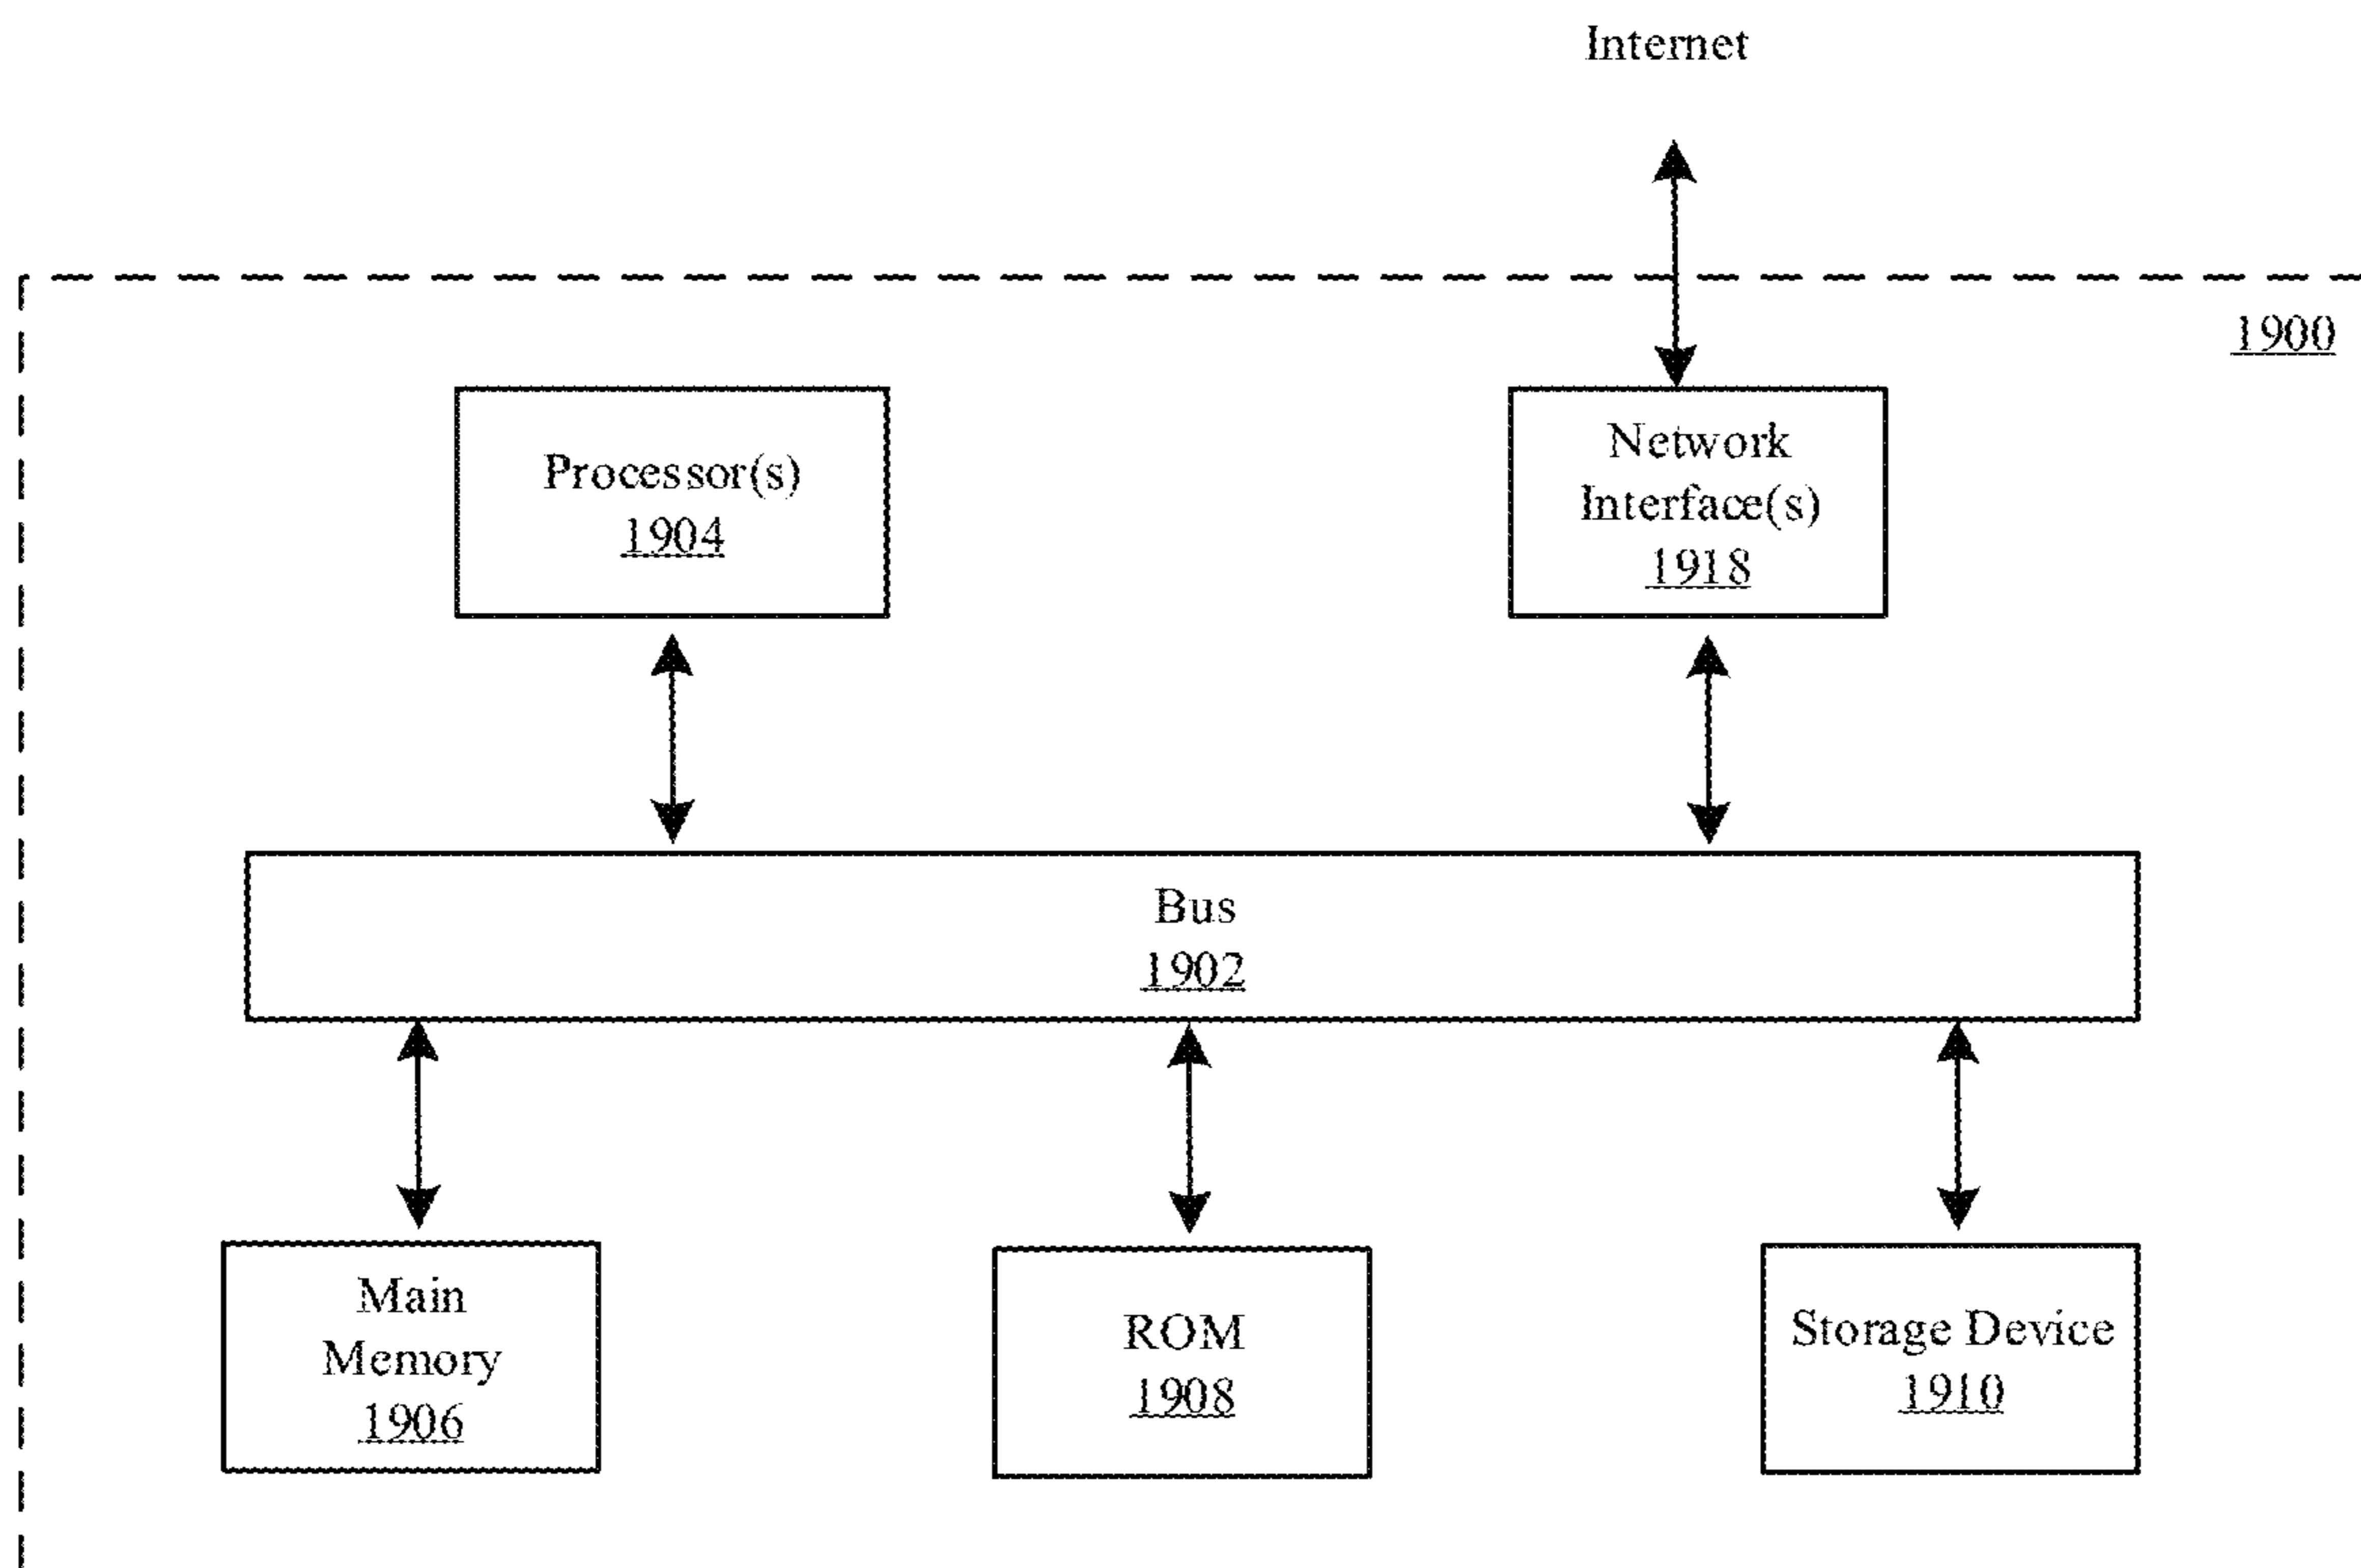 Internet
1900
Processor(s)
1904
Network
Interface(s)
1918
Bus
1902
Main
Memory
1906
ROM
1908
Storage Device
1910